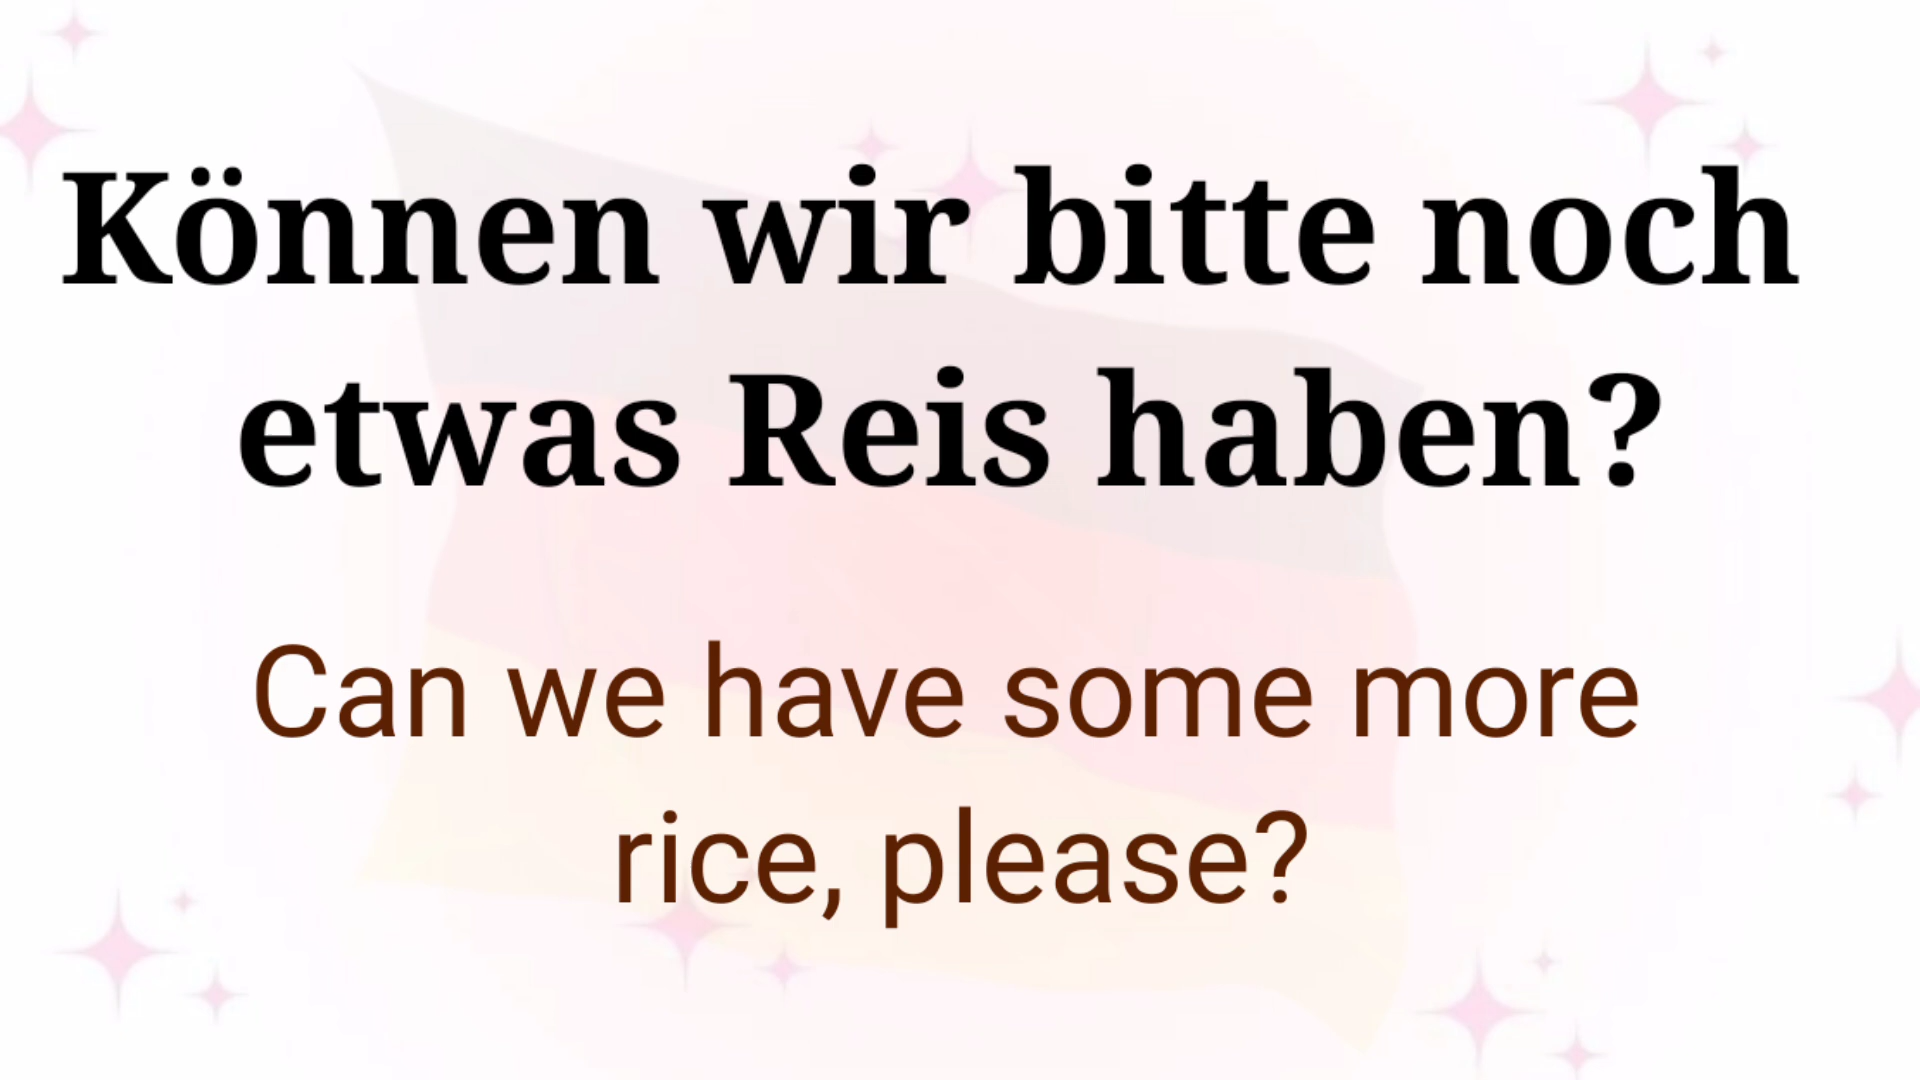 Können wir bitte noch
etwas Reis haben?
Can we have some more
rice, please?